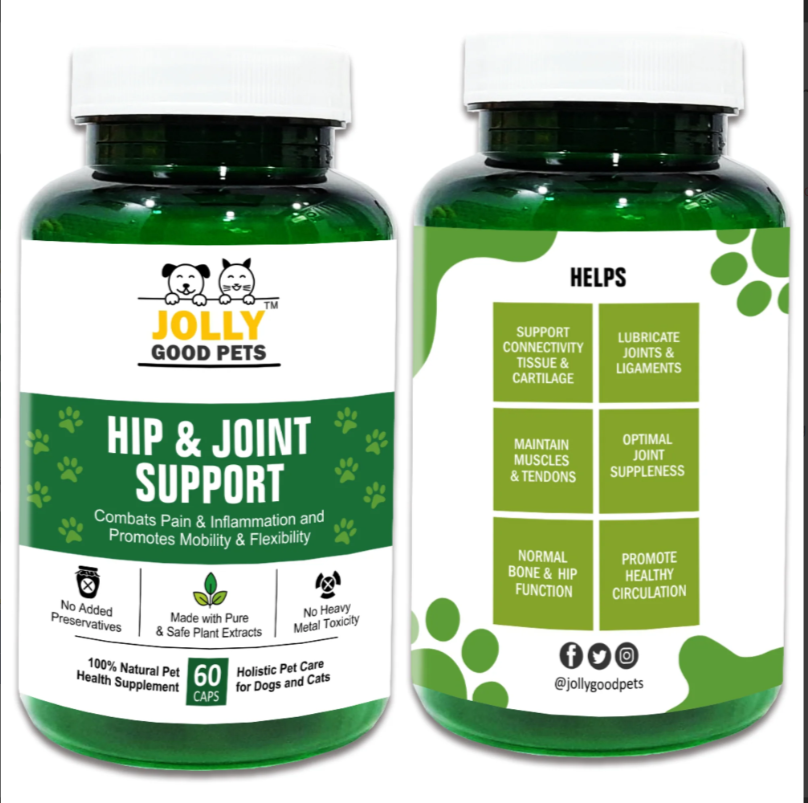 JOLLY
TM
GOOD PETS
HIP & JOINT
SUPPORT
Combats Pain & Inflammation and
Promotes Mobility & Flexibility
No Added
Preservatives
Made with Pure
& Safe Plant Extracts
No Heavy
Metal Toxicity
100% Natural Pet
Health Supplement
60
CAPS
Holistic Pet Care
for Dogs and Cats
HELPS
SUPPORT
CONNECTIVITY
TISSUE &
CARTILAGE
LUBRICATE
JOINTS &
LIGAMENTS
MAINTAIN
MUSCLES
& TENDONS
OPTIMAL
JOINT
SUPPLENESS
NORMAL
BONE & HIP
FUNCTION
PROMOTE
HEALTHY
CIRCULATION
@jollygoodpets